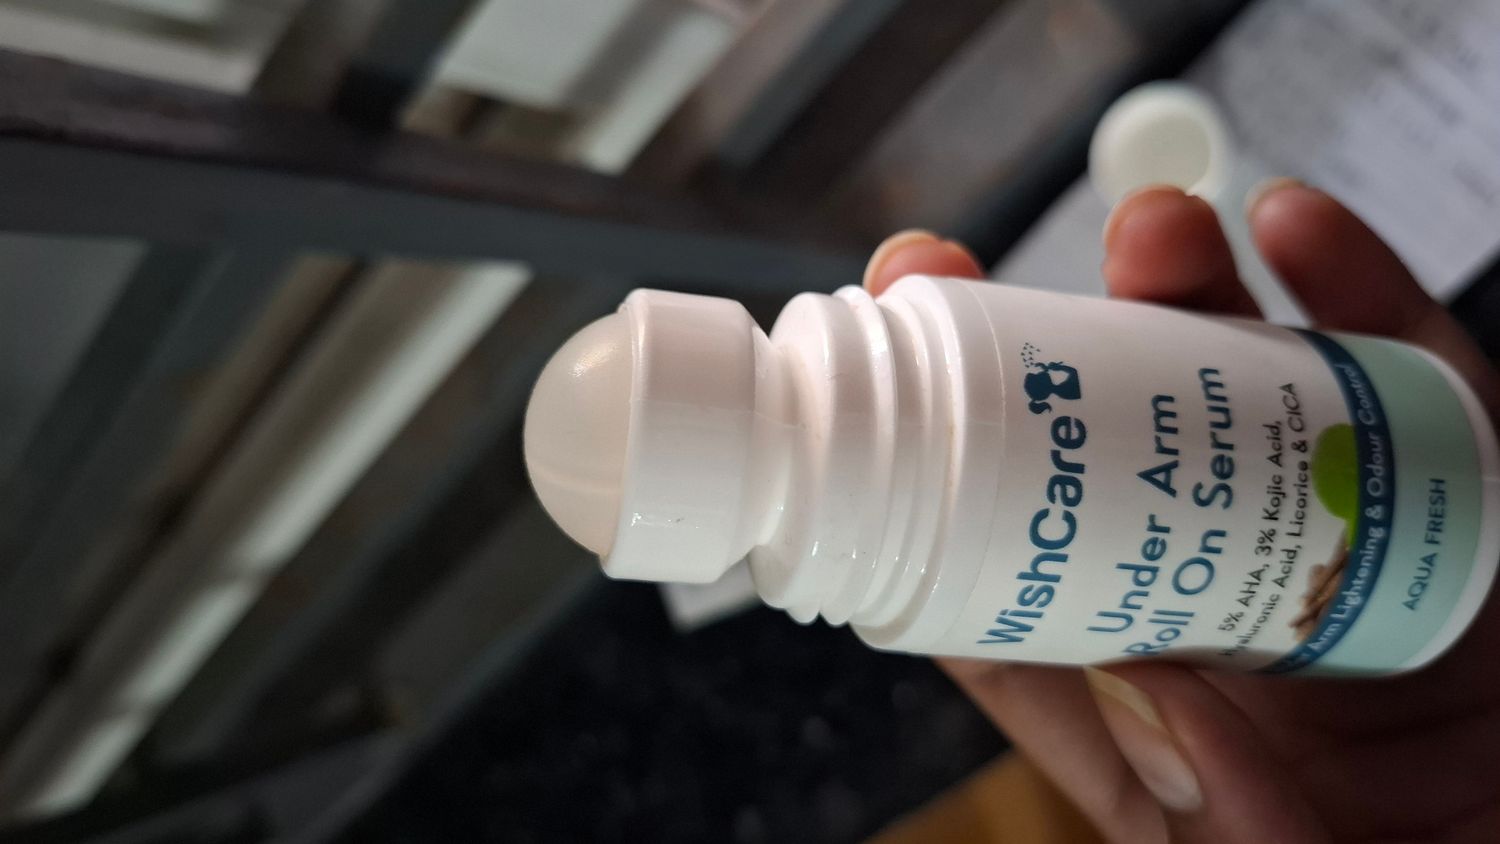 WishCare
Under Arm
Roll On Serum
5% AHA, 3% Kojic Acid,
Hyaluronic Acid, Licorice & CICA
Arm Lightening & Odour Control
AQUA FRESH